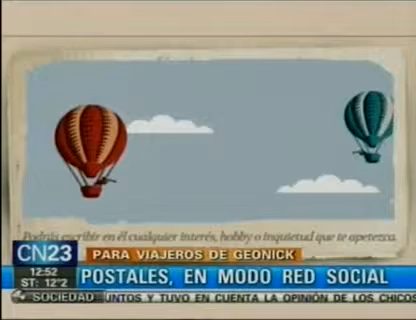 Podrás escribir en él cualquier interés, hobby o inquietud que te apetezca.
CN23
PARA VIAJEROS DE GEONICK
12:52
POSTALES, EN MODO RED SOCIAL
ST: 12°2
SOCIEDAD
UNTOS Y TUVO EN CUENTA LA OPINIÓN DE LOS CHICOS